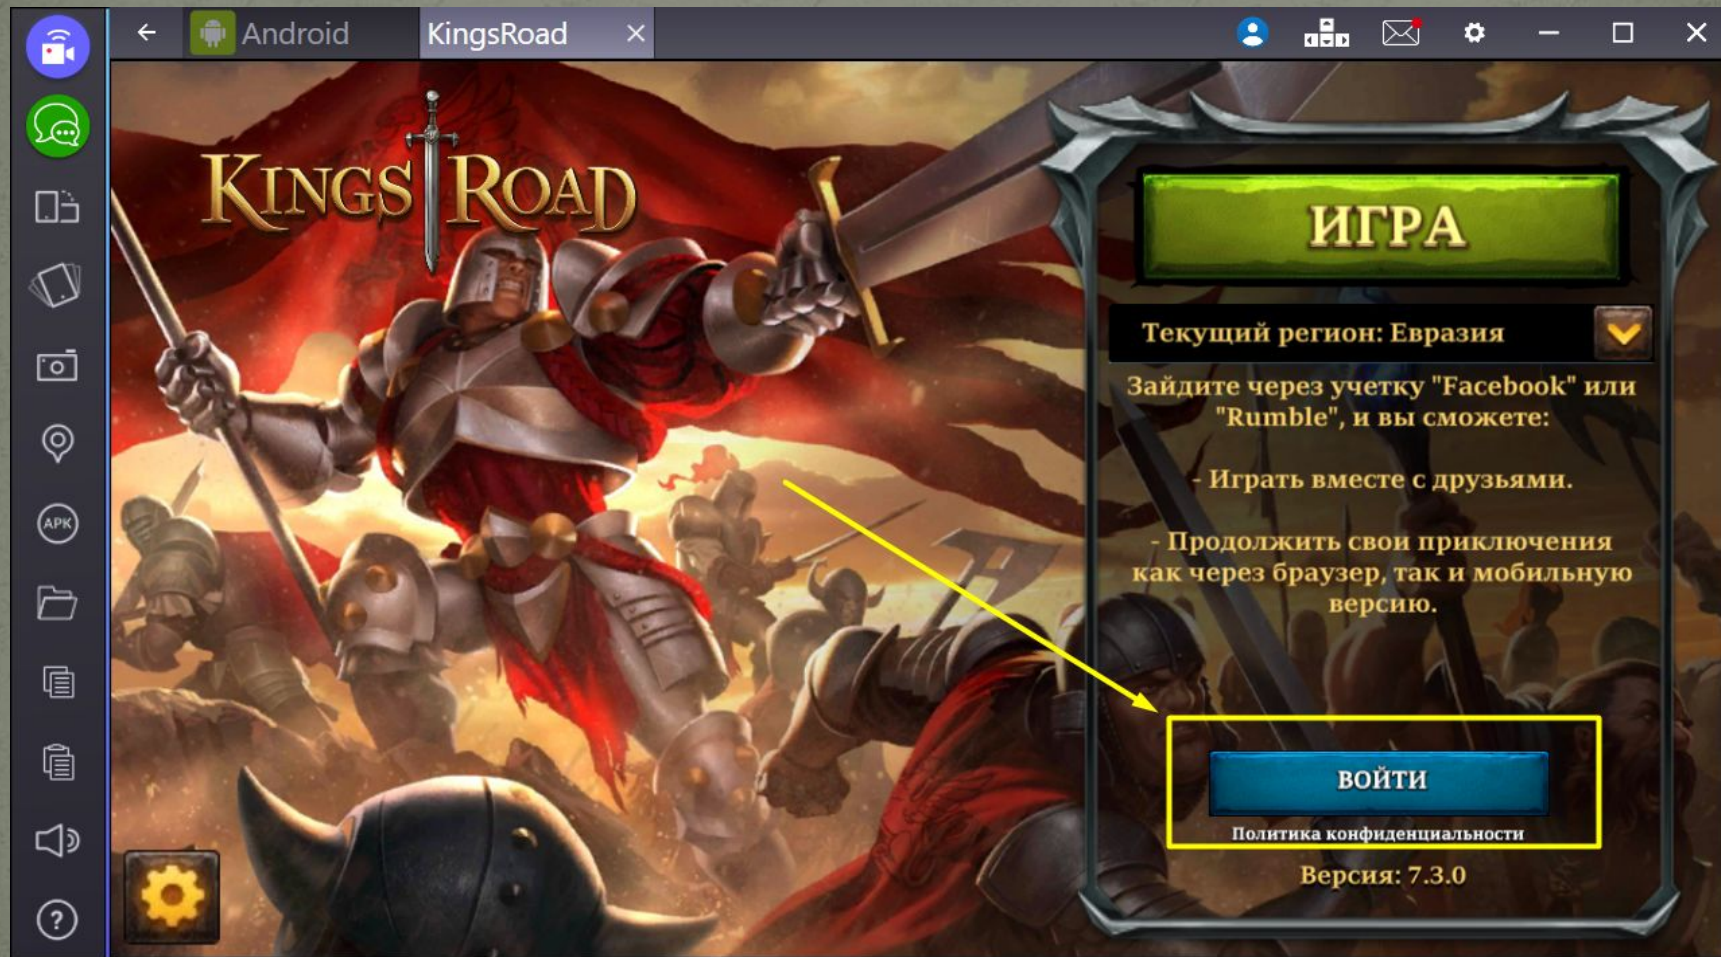 Android
KingsRoad
KINGS ROAD
ИГРА
Текущий регион: Евразия
Зайдите через учетку "Facebook" или
"Rumble", и вы сможете:
- Играть вместе с друзьями.
- Продолжить свои приключения
как через браузер, так и мобильную
версию.
ВОЙТИ
Политика конфиденциальности
Версия: 7.3.0
APK
?